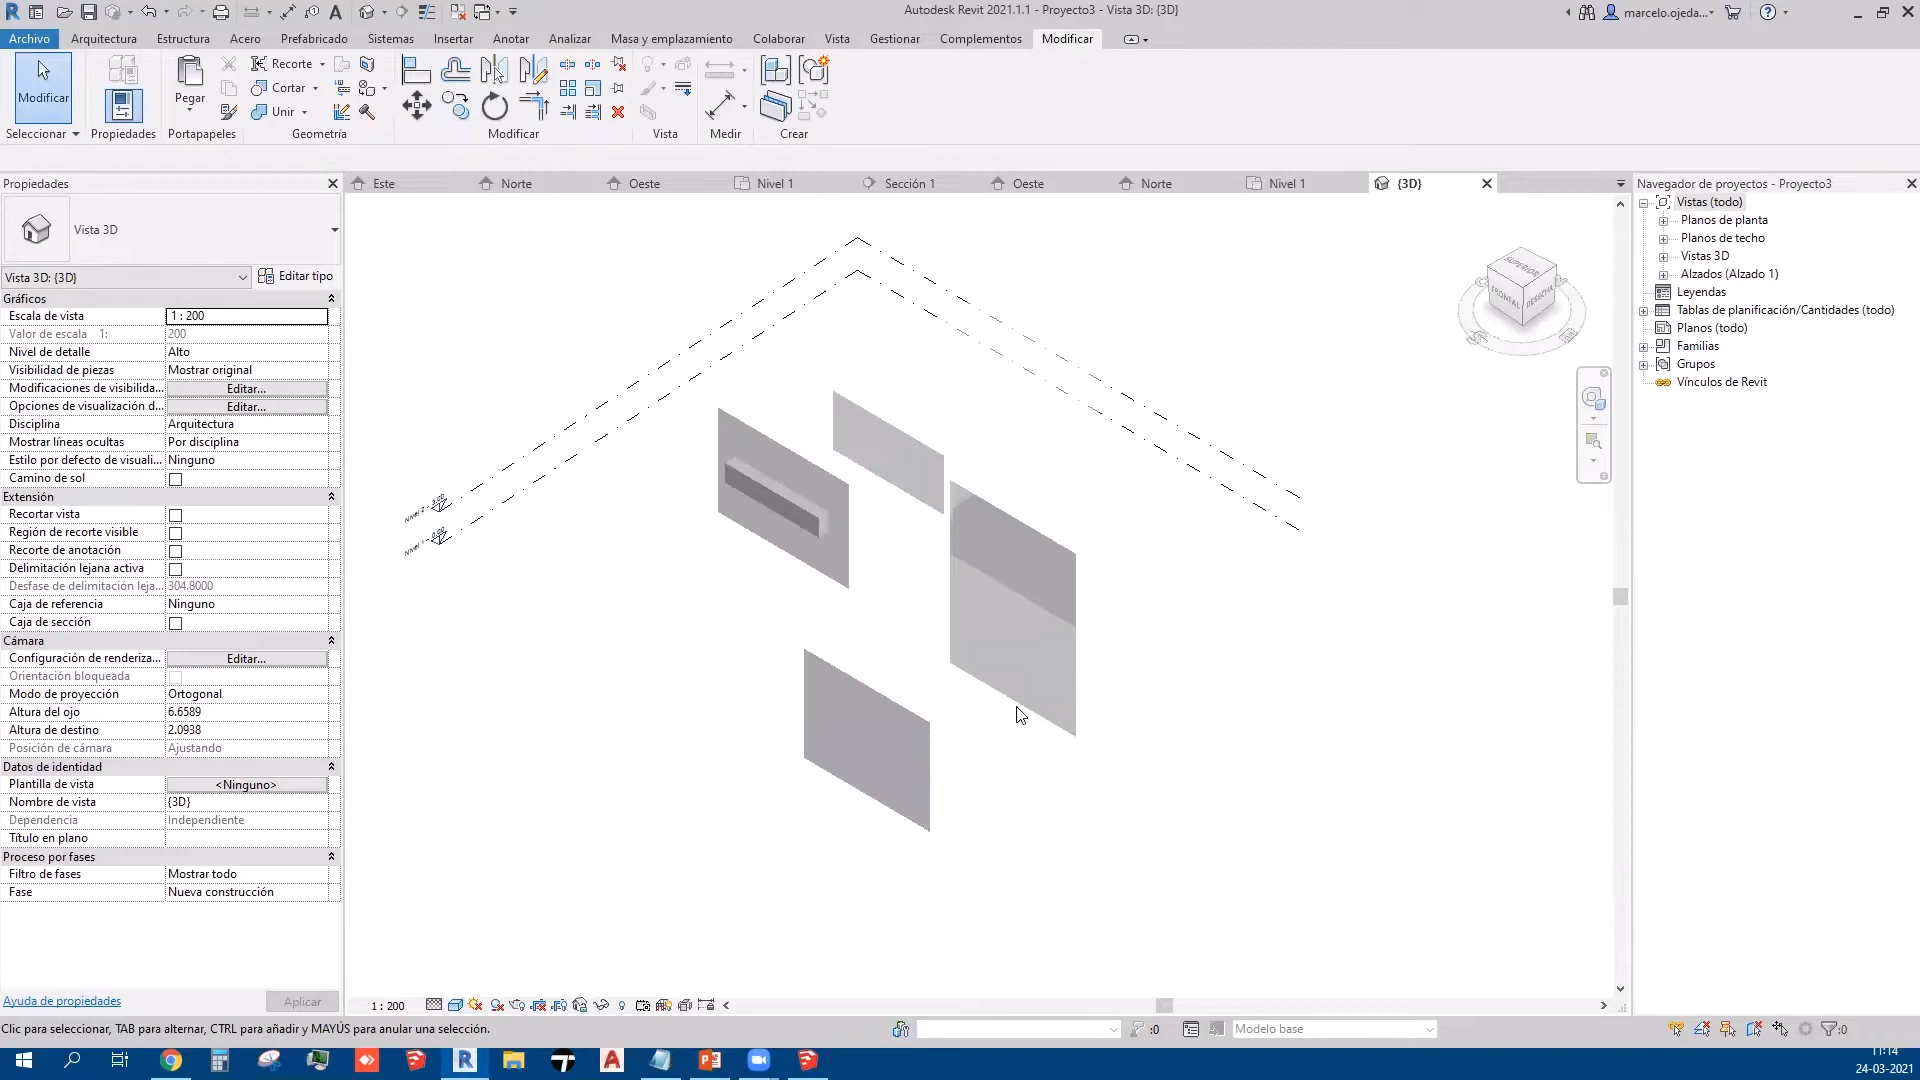 Autodesk Revit 2021.1.1 - Proyecto3 - Vista 3D: {3D}
marcelo.ojeda...
Archivo Arquitectura Estructura Acero Prefabricado Sistemas Insertar Anotar Analizar Masa y emplazamiento Colaborar Vista Gestionar Complementos Modificar
Modificar
Pegar
Recorte
Cortar
Unir
Seleccionar Propiedades Portapapeles Geometría Modificar Vista Medir Crear
Propiedades
Este Norte Oeste Nivel 1 Sección 1 Oeste Norte Nivel 1 {3D}
Navegador de proyectos - Proyecto3
Vista 3D
Vista 3D: {3D} Editar tipo
Gráficos
Escala de vista 1 : 200
Valor de escala 1: 200
Nivel de detalle Alto
Visibilidad de piezas Mostrar original
Modificaciones de visibilida... Editar...
Opciones de visualización d... Editar...
Disciplina Arquitectura
Mostrar líneas ocultas Por disciplina
Estilo por defecto de visuali... Ninguno
Camino de sol
Extensión
Recortar vista
Región de recorte visible
Recorte de anotación
Delimitación lejana activa
Desfase de delimitación leja... 304.8000
Caja de referencia Ninguno
Caja de sección
Cámara
Configuración de renderiza... Editar...
Orientación bloqueada
Modo de proyección Ortogonal
Altura del ojo 6.6589
Altura de destino 2.0938
Posición de cámara Ajustando
Datos de identidad
Plantilla de vista <Ninguno>
Nombre de vista {3D}
Dependencia Independiente
Título en plano
Proceso por fases
Filtro de fases Mostrar todo
Fase Nueva construcción
Ayuda de propiedades Aplicar
Nivel 2 3.00
Nivel 1 0.00
SUPERIOR
FRONTAL
DERECHA
S
E
Vistas (todo)
Planos de planta
Planos de techo
Vistas 3D
Alzados (Alzado 1)
Leyendas
Tablas de planificación/Cantidades (todo)
Planos (todo)
Familias
Grupos
Vínculos de Revit
1 : 200
Clic para seleccionar, TAB para alternar, CTRL para añadir y MAYÚS para anular una selección.
:0
Modelo base
:0
11:14
24-03-2021